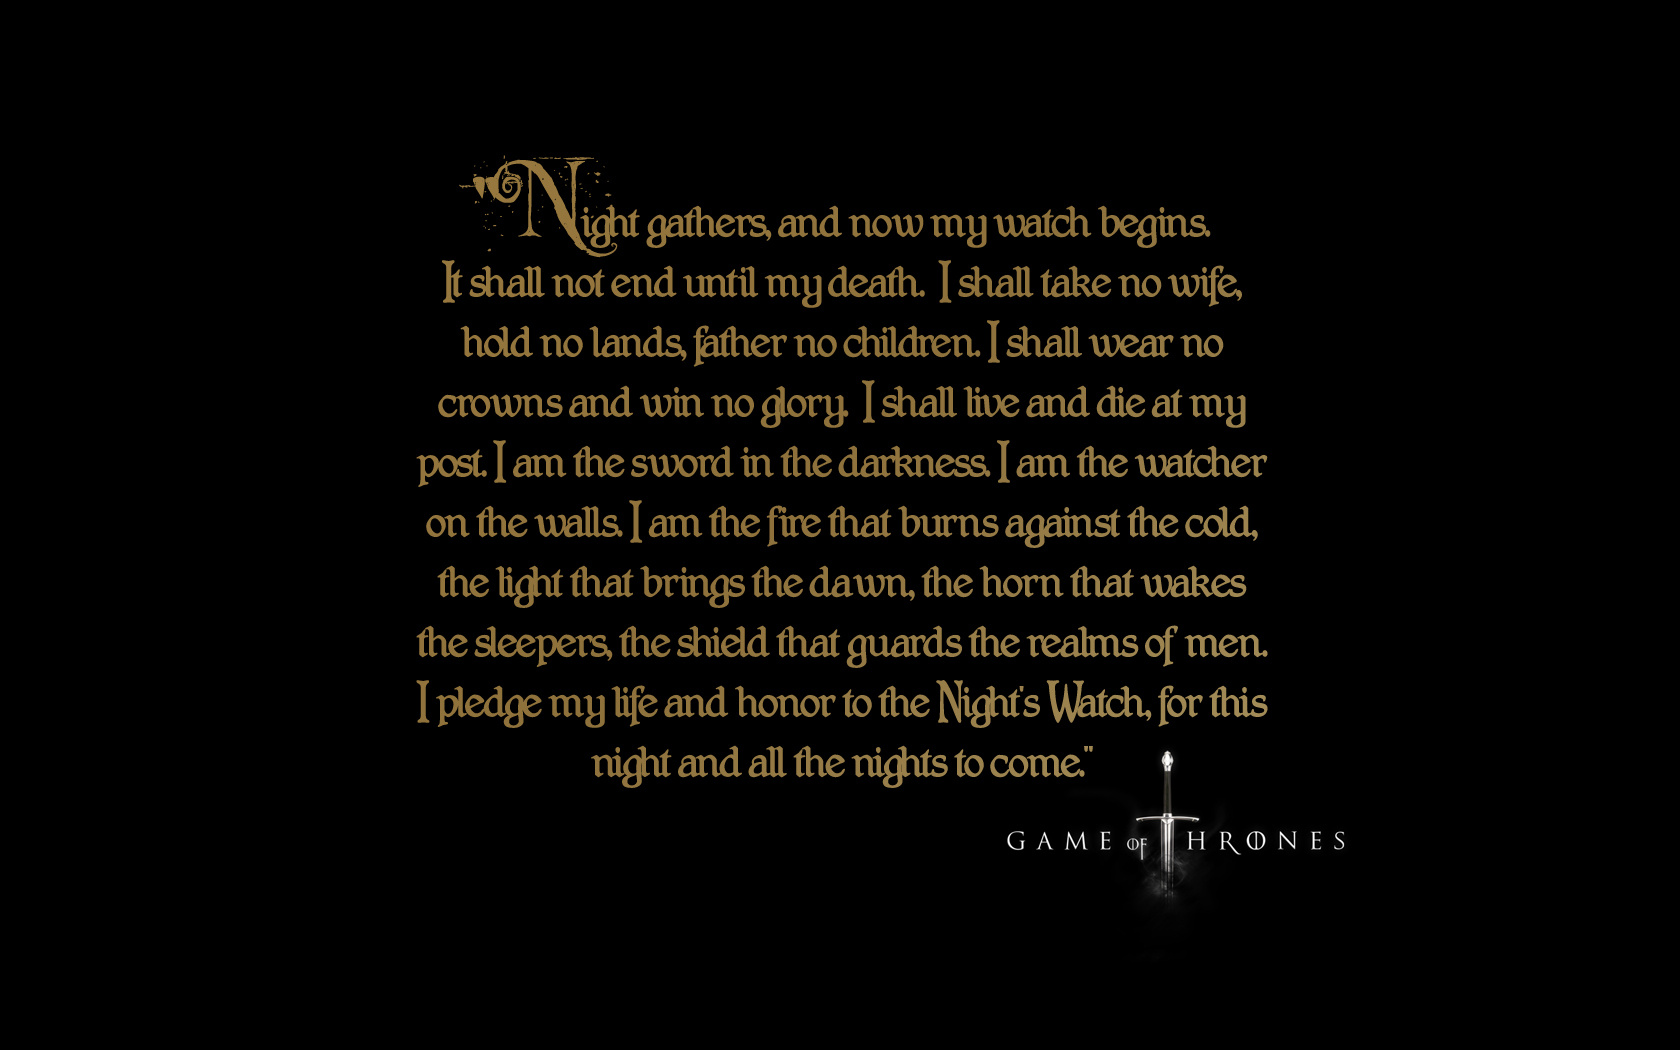 "Night gathers, and now my watch begins.
It shall not end until my death. I shall take no wife,
hold no lands, father no children. I shall wear no
crowns and win no glory. I shall live and die at my
post. I am the sword in the darkness. I am the watcher
on the walls. I am the fire that burns against the cold,
the light that brings the dawn, the horn that wakes
the sleepers, the shield that guards the realms of men.
I pledge my life and honor to the Night's Watch, for this
night and all the nights to come."
GAME OF THRONES